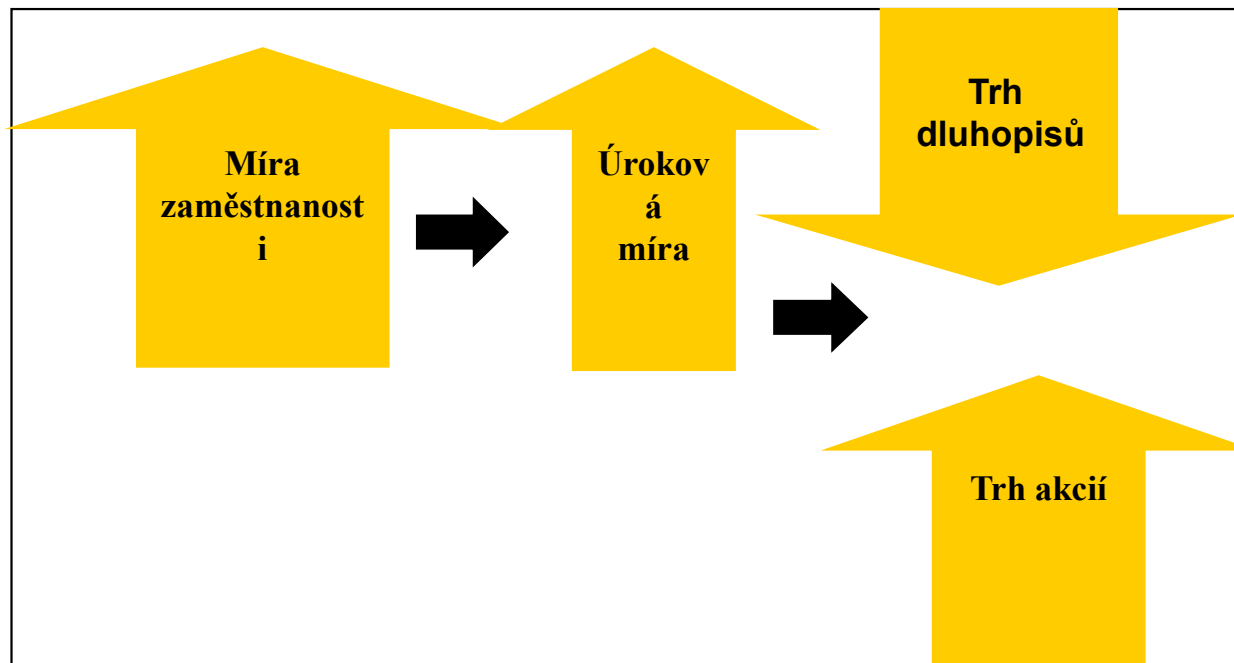 Míra
zaměstnanost
i
Úrokov
á
míra
Trh
dluhopisů
Trh akcií